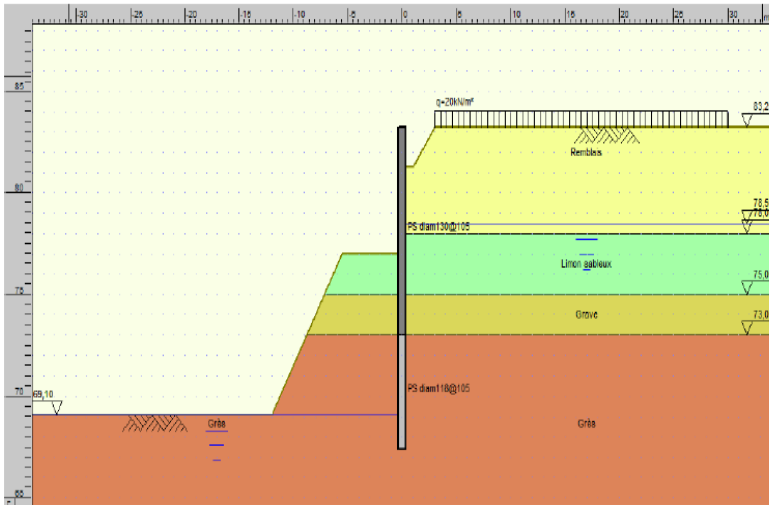 -30 -25 -20 -15 -10 -5 0 5 10 15 20 25 30
85
q=20kN/m²
83,2
Remblais
80
78,5
PS diam130@105
78,0
Limon sableux
75
75,0
Grave
73,0
70
69,10
PS diam118@105
Grès
Grès
65